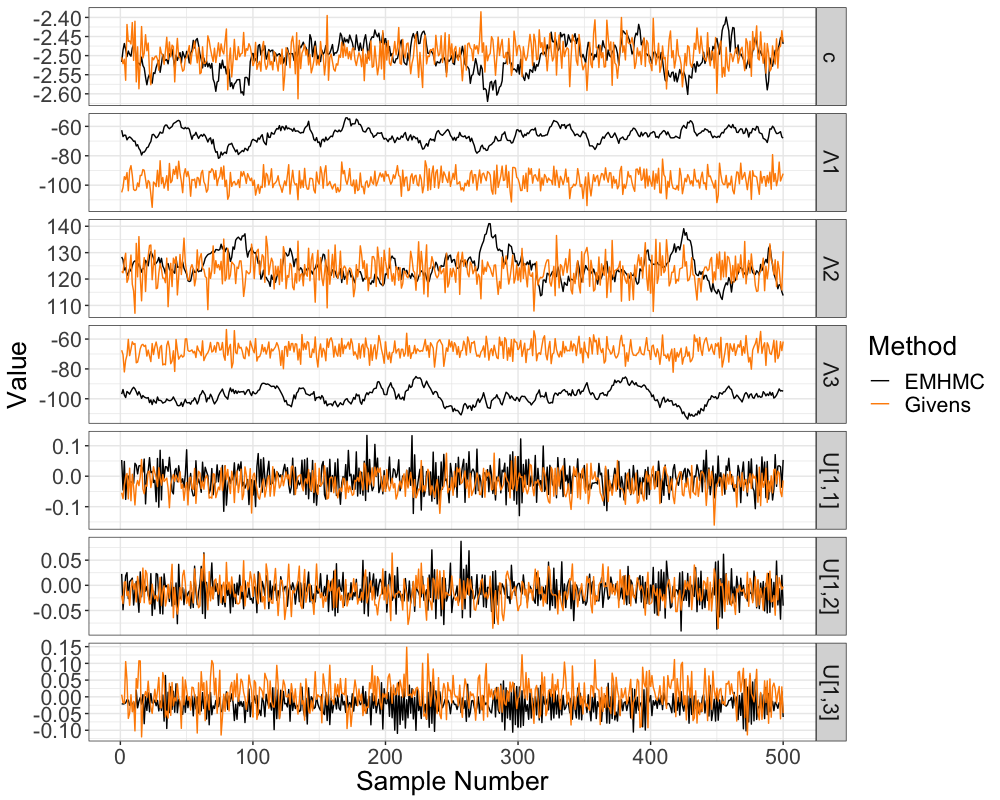 -2.40
-2.45
-2.50
-2.55
-2.60
c
-60
-80
-100
Λ1
140
130
120
110
Λ2
-60
-80
-100
Λ3
0.1
0.0
-0.1
U[1,1]
0.05
0.00
-0.05
U[1,2]
0.15
0.10
0.05
0.00
-0.05
-0.10
U[1,3]
0 100 200 300 400 500
Sample Number
Value
Method
EMHMC
Givens